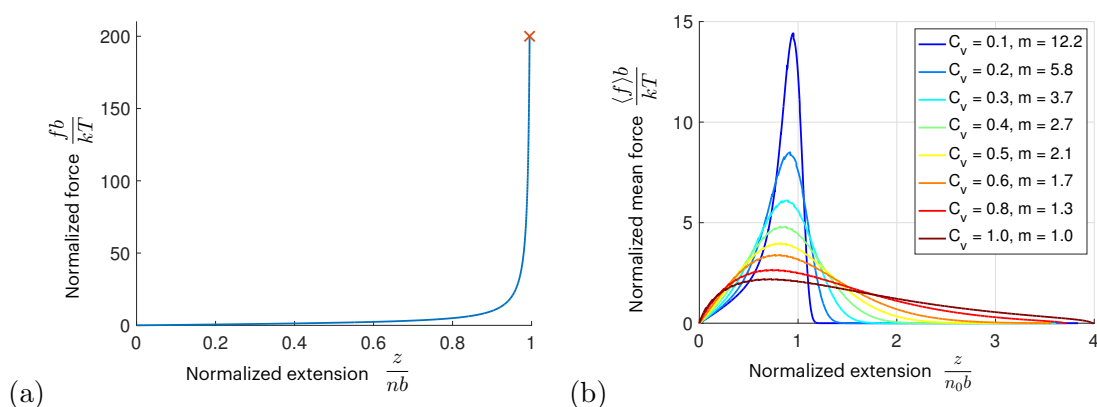 200
150
100
50
0
Normalized force fb/kT
0 0.2 0.4 0.6 0.8 1
Normalized extension z/nb
(a)
15
10
5
0
Normalized mean force ⟨f⟩b/kT
0 1 2 3 4
Normalized extension z/n₀b
C_v = 0.1, m = 12.2
C_v = 0.2, m = 5.8
C_v = 0.3, m = 3.7
C_v = 0.4, m = 2.7
C_v = 0.5, m = 2.1
C_v = 0.6, m = 1.7
C_v = 0.8, m = 1.3
C_v = 1.0, m = 1.0
(b)